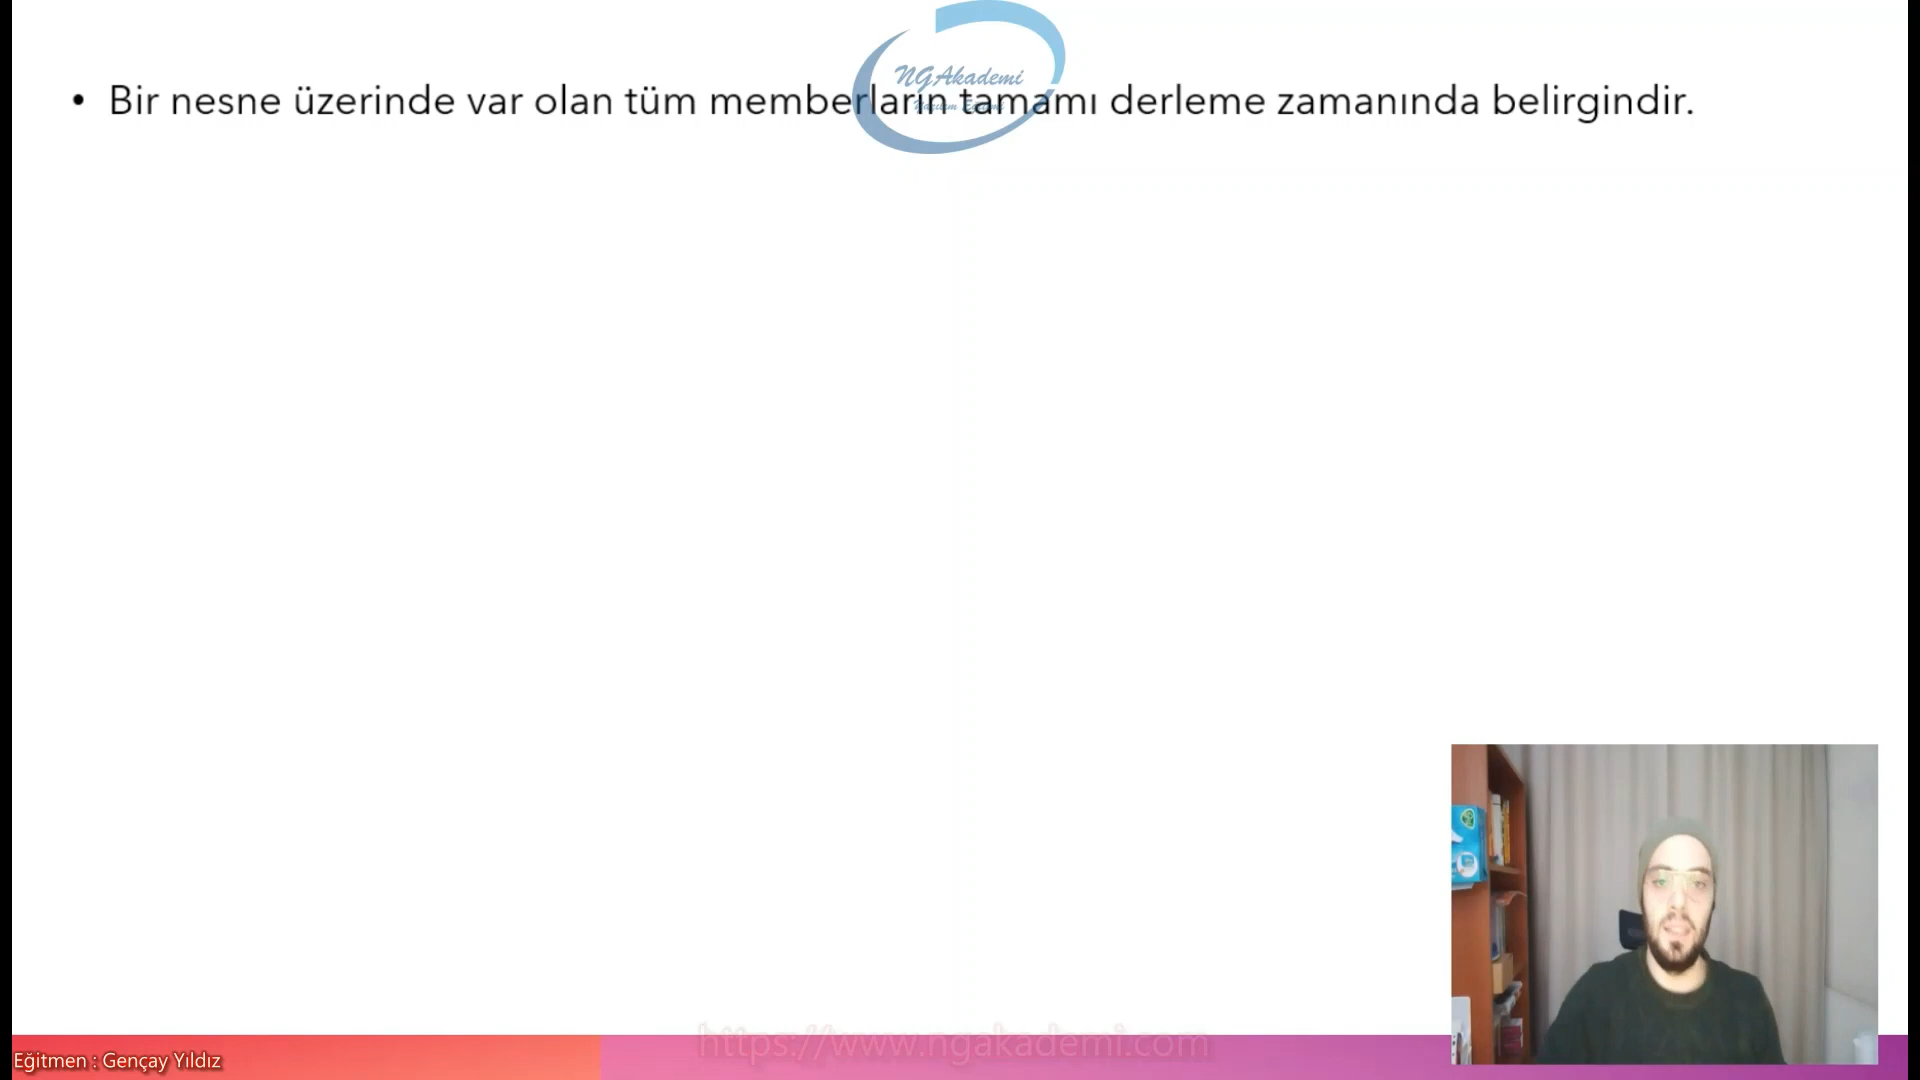 NGAkademi
• Bir nesne üzerinde var olan tüm memberların tamamı derleme zamanında belirgindir.
https://www.ngakademi.com
Eğitmen : Gençay Yıldız